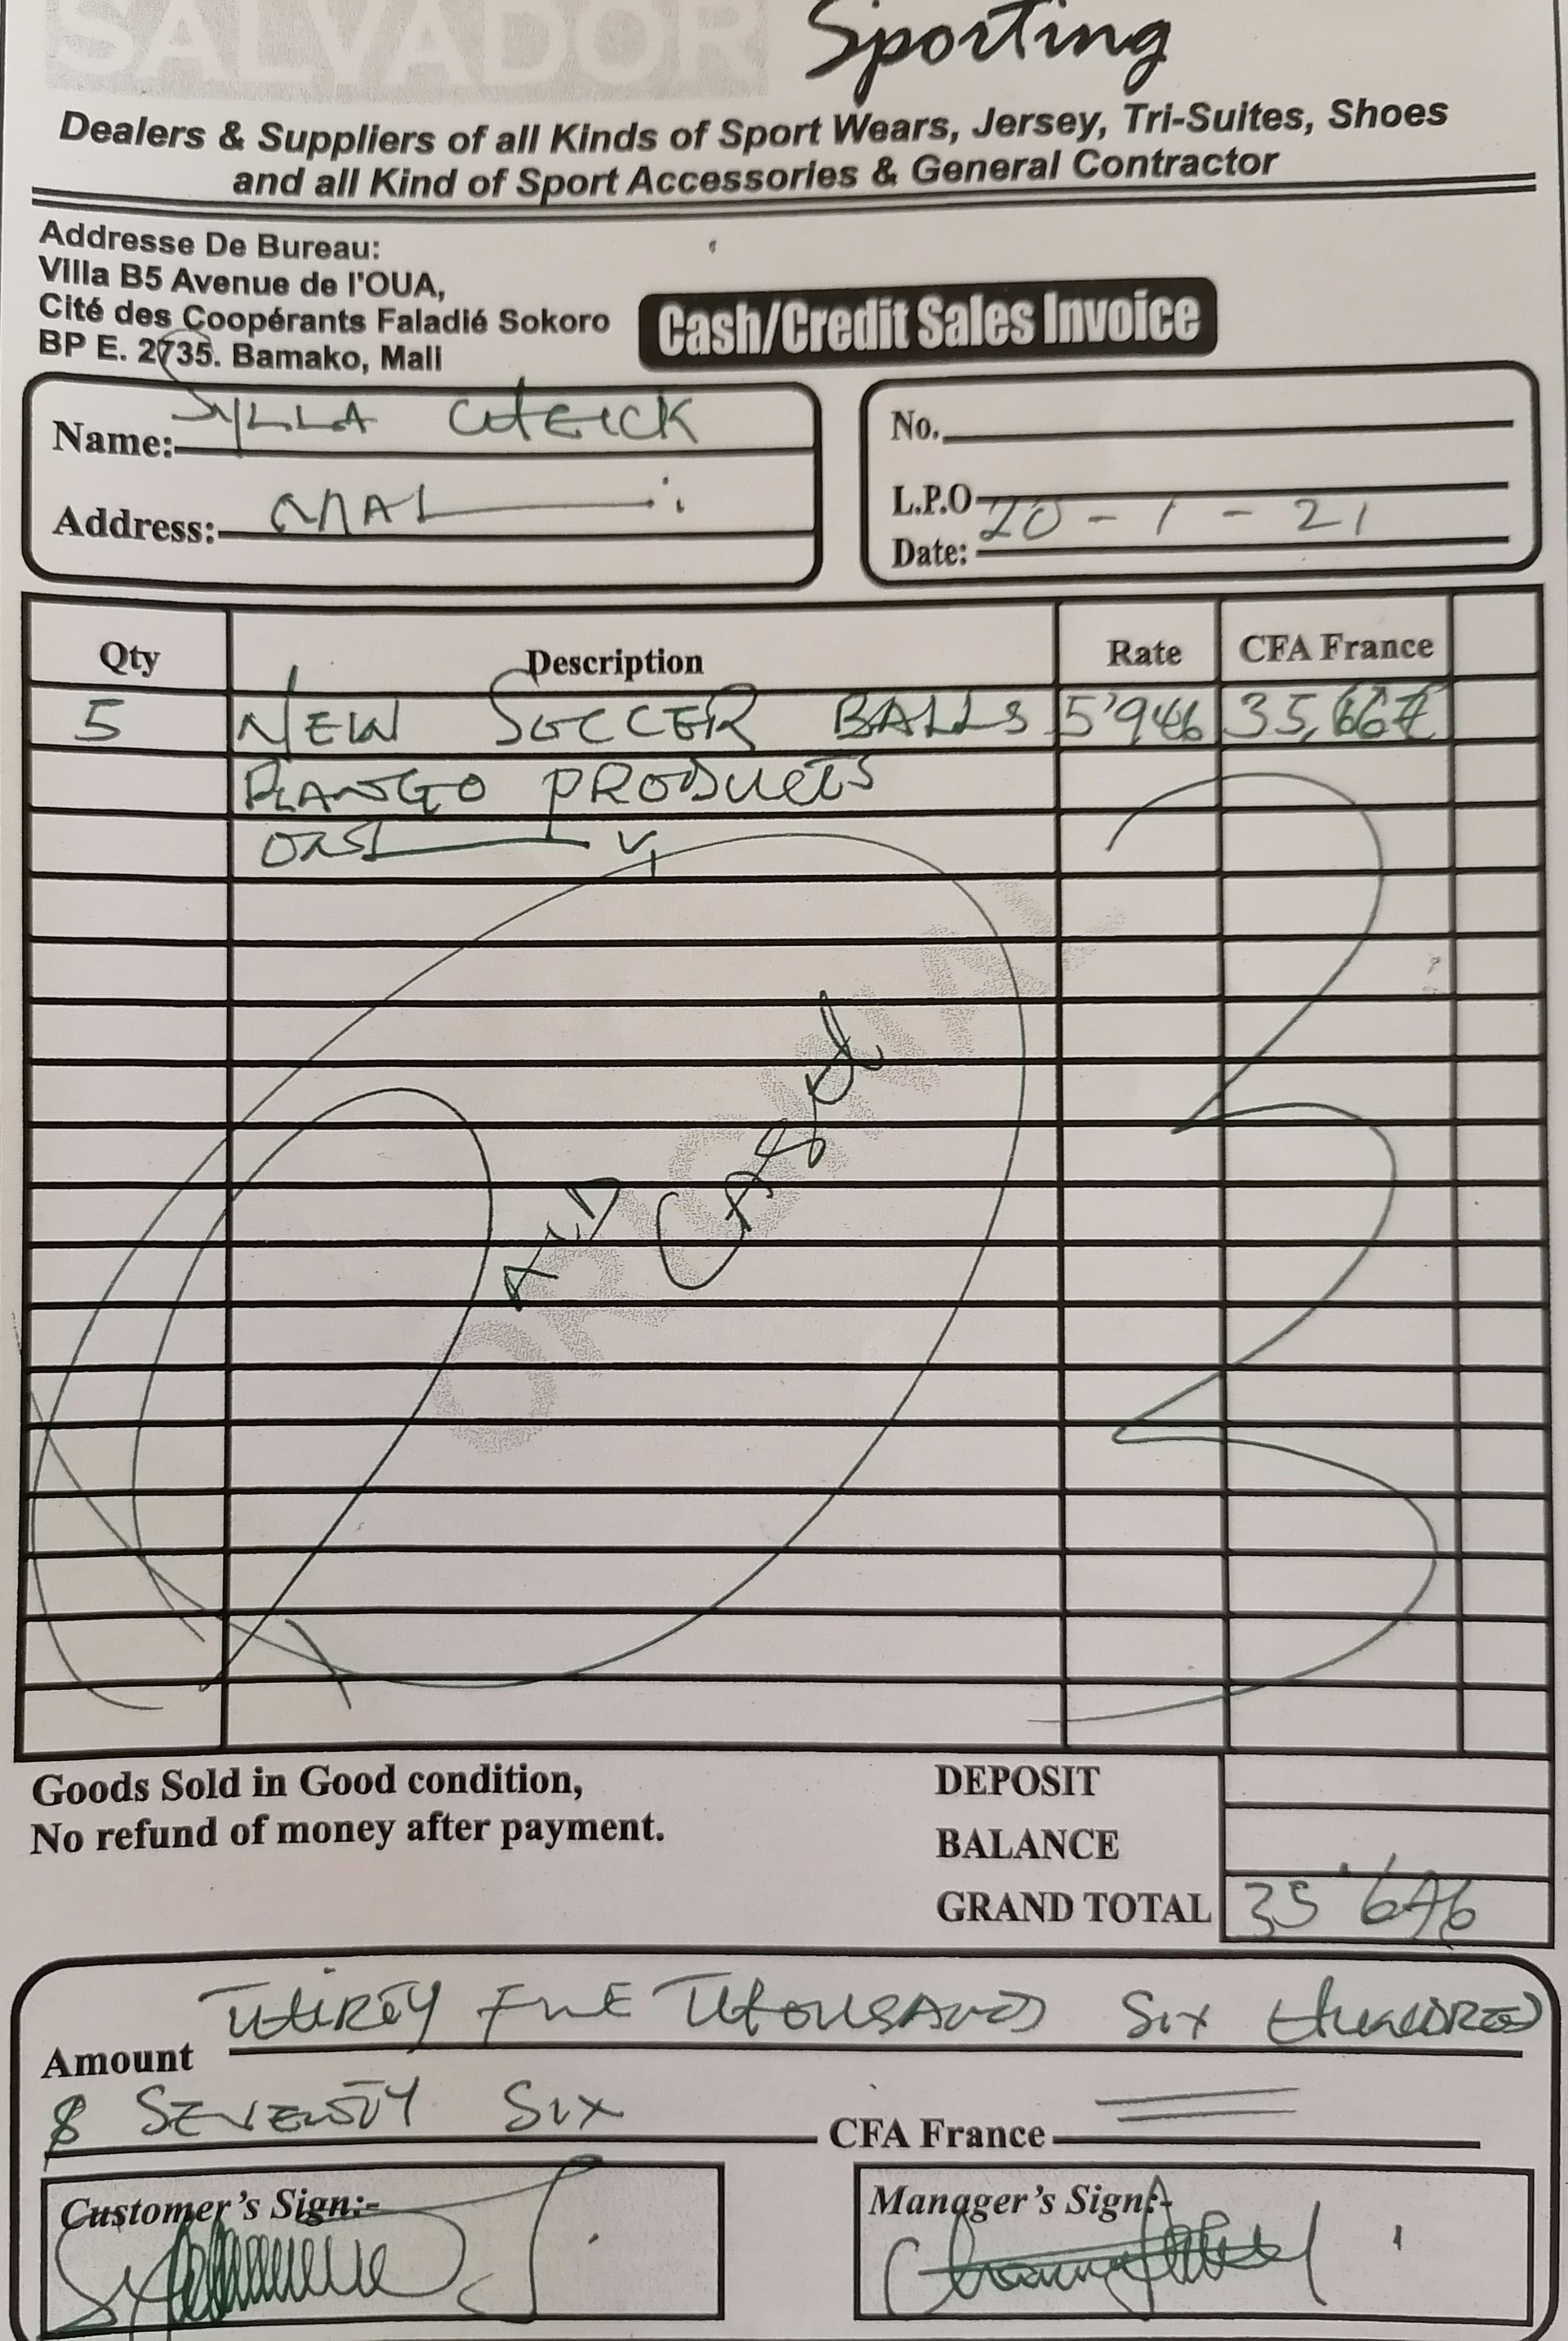 SALVADOR Sporting
Dealers & Suppliers of all Kinds of Sport Wears, Jersey, Tri-Suites, Shoes
and all Kind of Sport Accessories & General Contractor
Addresse De Bureau:
Villa B5 Avenue de l'OUA,
Cité des Coopérants Faladié Sokoro
BP E. 2735. Bamako, Mali
Cash/Credit Sales Invoice
Name: SYLLA CHEICK
Address: MALI
No.
L.P.O
Date: 20-1-21
Qty Description Rate CFA France
5 NEW SOCCER BALLS 5'946
PRODUCTS
ORIGINAL
CASH
Goods Sold in Good condition,
No refund of money after payment.
DEPOSIT
BALANCE
GRAND TOTAL 35'676
Amount THIRTY FIVE THOUSAND SIX HUNDRED
& SEVENTY SIX CFA France
Customer's Sign:-
Manager's Sign:-